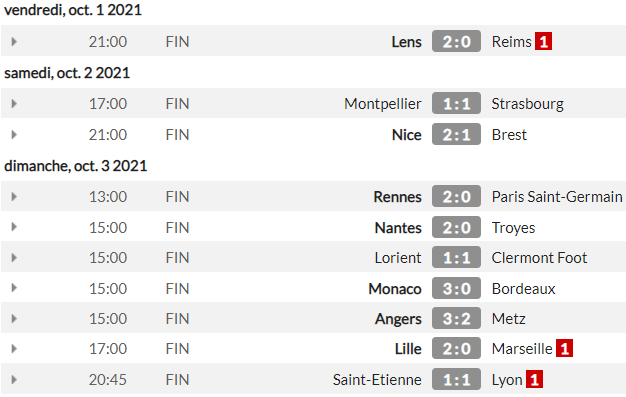 vendredi, oct. 1 2021
21:00 FIN Lens 2:0 Reims 1
samedi, oct. 2 2021
17:00 FIN Montpellier 1:1 Strasbourg
21:00 FIN Nice 2:1 Brest
dimanche, oct. 3 2021
13:00 FIN Rennes 2:0 Paris Saint-Germain
15:00 FIN Nantes 2:0 Troyes
15:00 FIN Lorient 1:1 Clermont Foot
15:00 FIN Monaco 3:0 Bordeaux
15:00 FIN Angers 3:2 Metz
17:00 FIN Lille 2:0 Marseille 1
20:45 FIN Saint-Etienne 1:1 Lyon 1